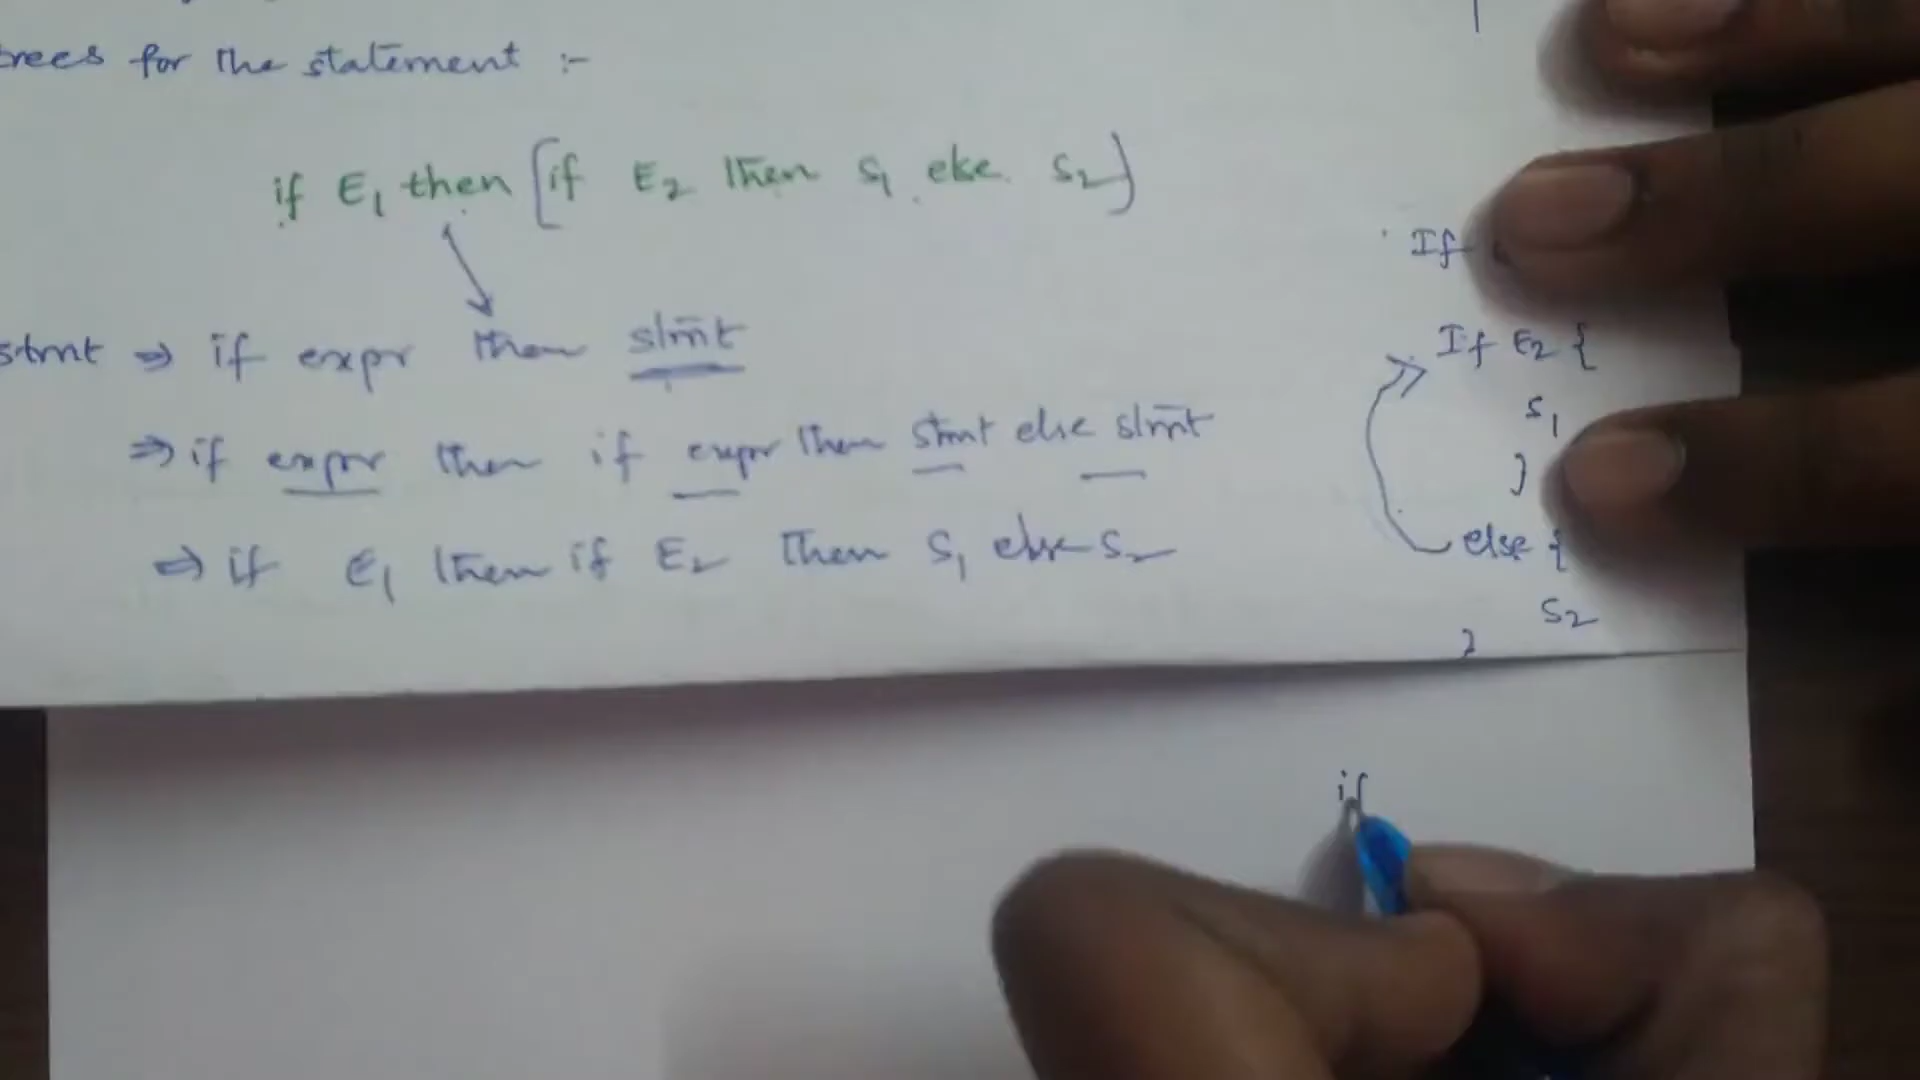 trees for the statement :-
if E1 then [if E2 then S1 else S2]
stmt ⇒ if expr then stmt
⇒ if expr then if expr then stmt else stmt
⇒ if E1 then if E2 then S1 else S2
If
If E2 {
S1
}
else {
S2
}
if